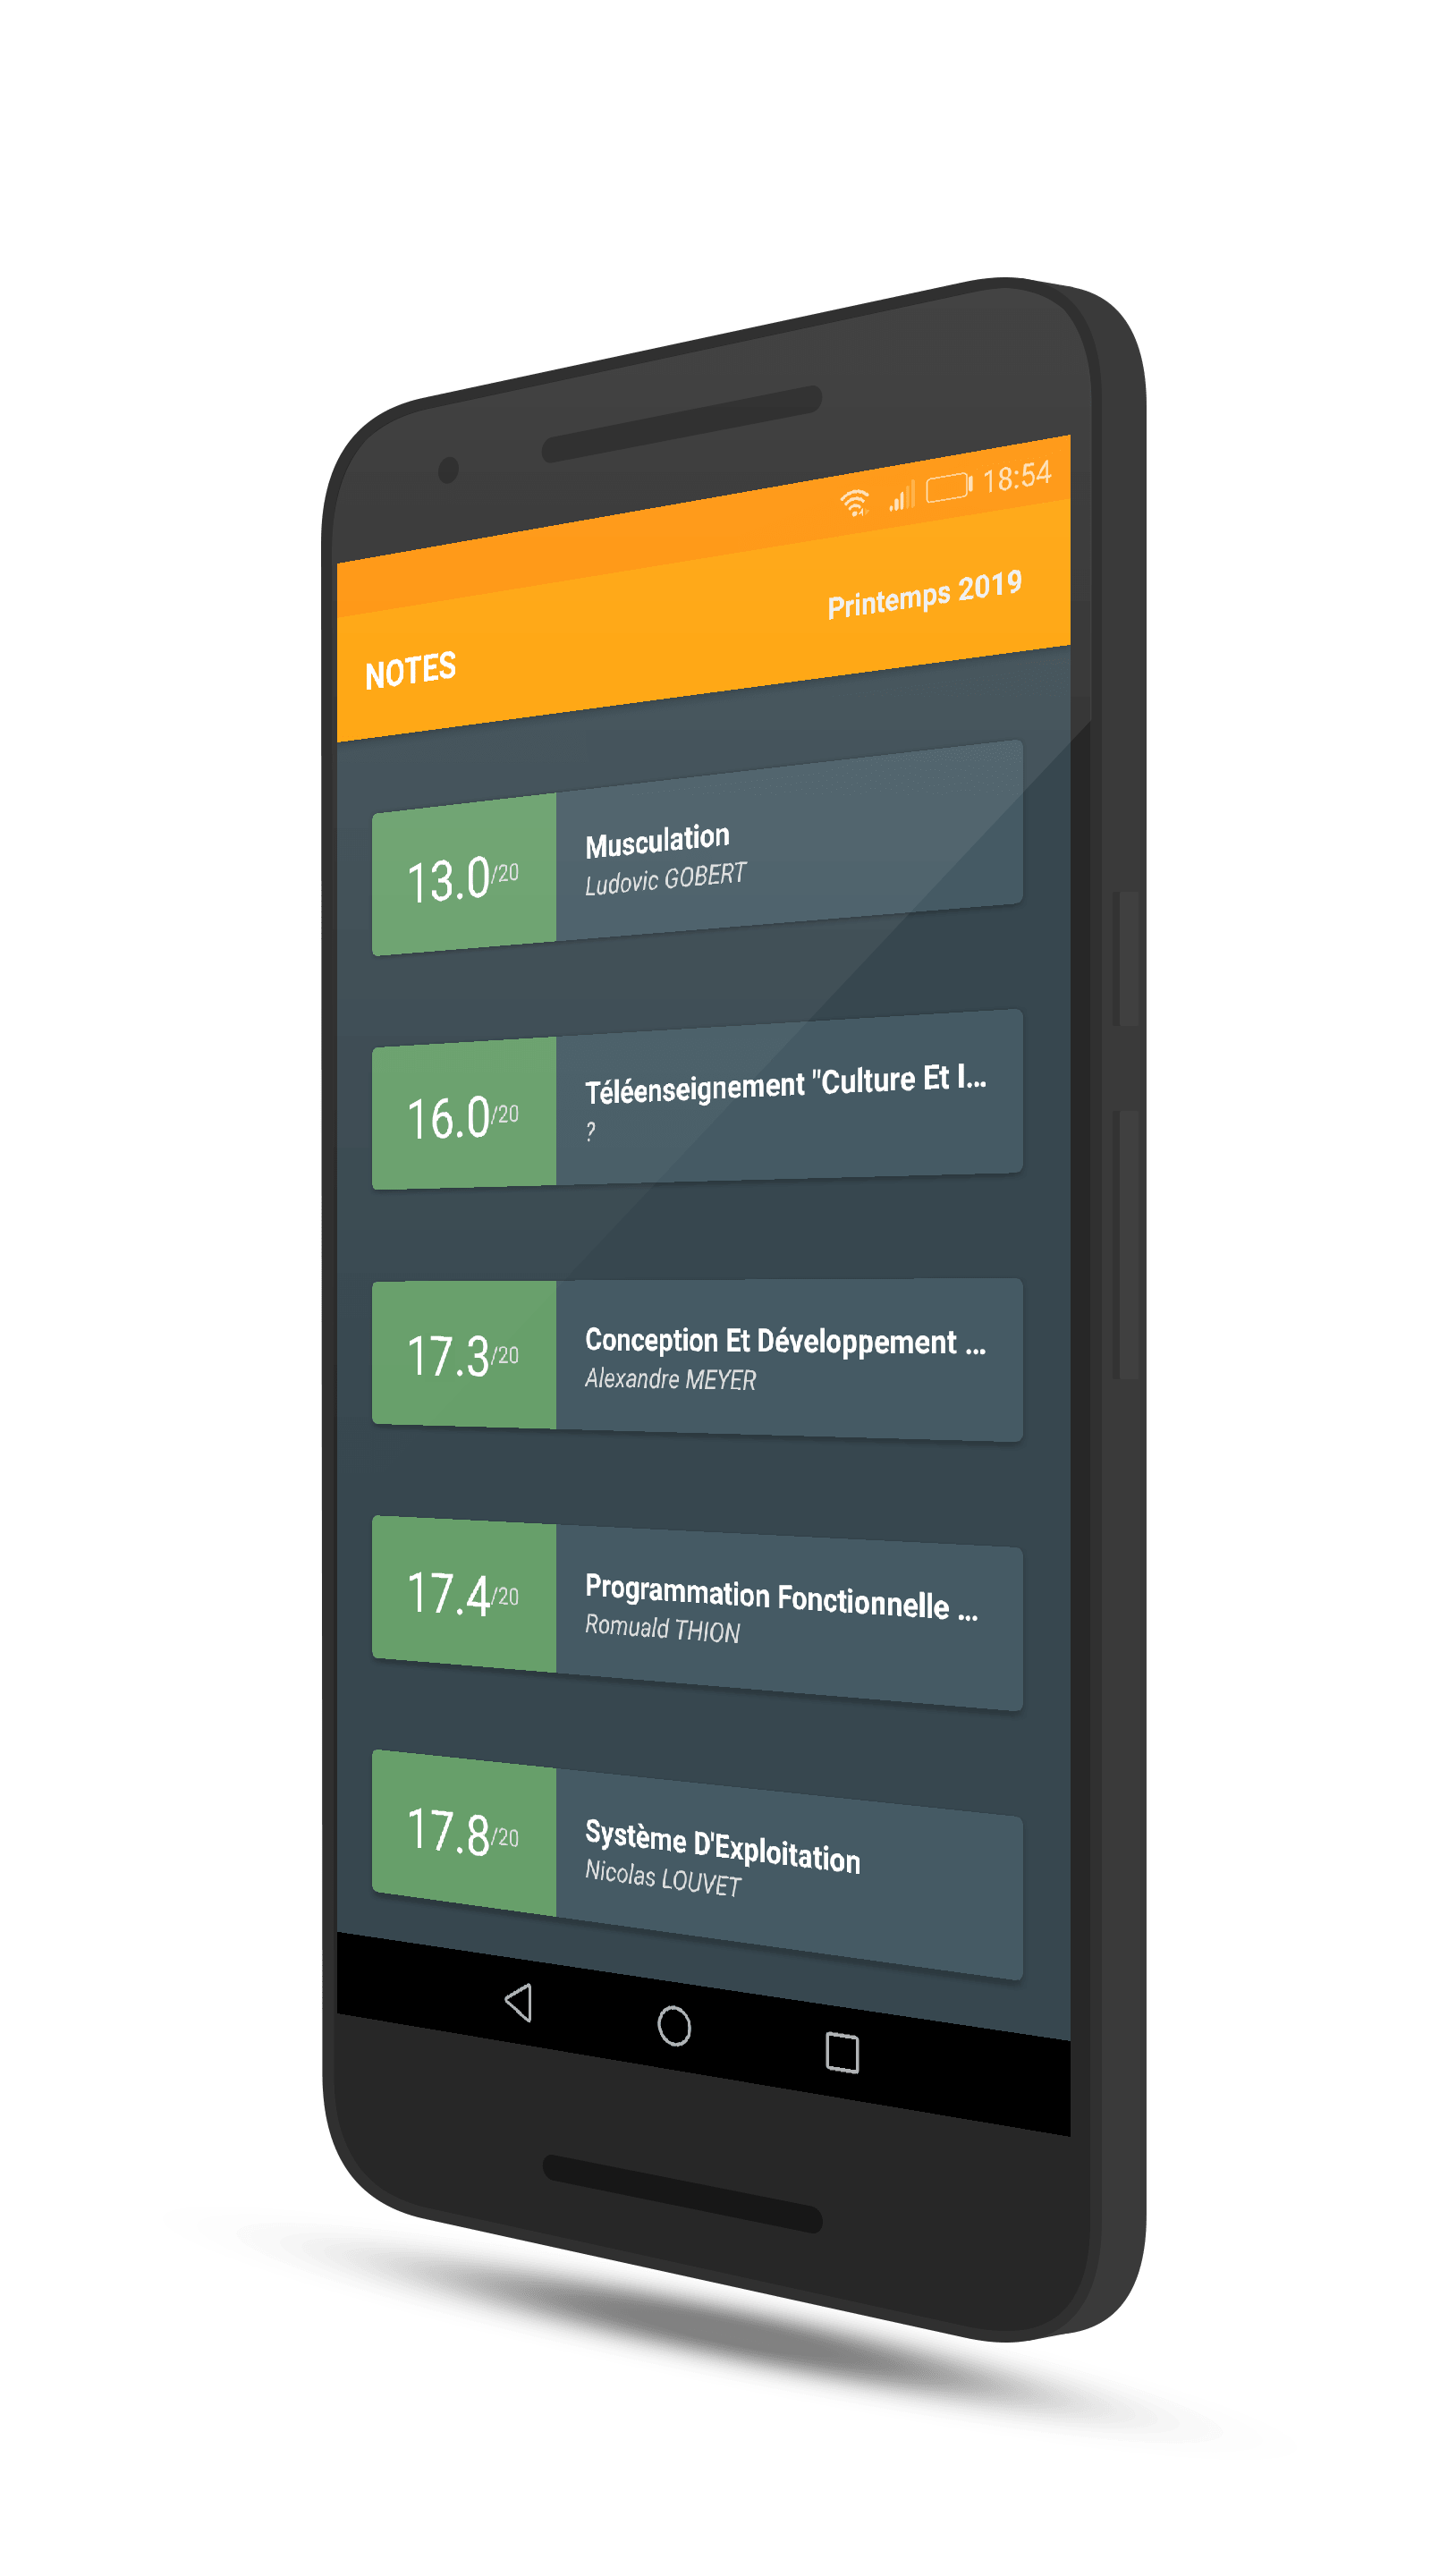 18:54
Printemps 2019
NOTES
13.0/20
Musculation
Ludovic GOBERT
16.0/20
Téléenseignement "Culture Et I...
?
17.3/20
Conception Et Développement ...
Alexandre MEYER
17.4/20
Programmation Fonctionnelle ...
Romuald THION
17.8/20
Système D'Exploitation
Nicolas LOUVET